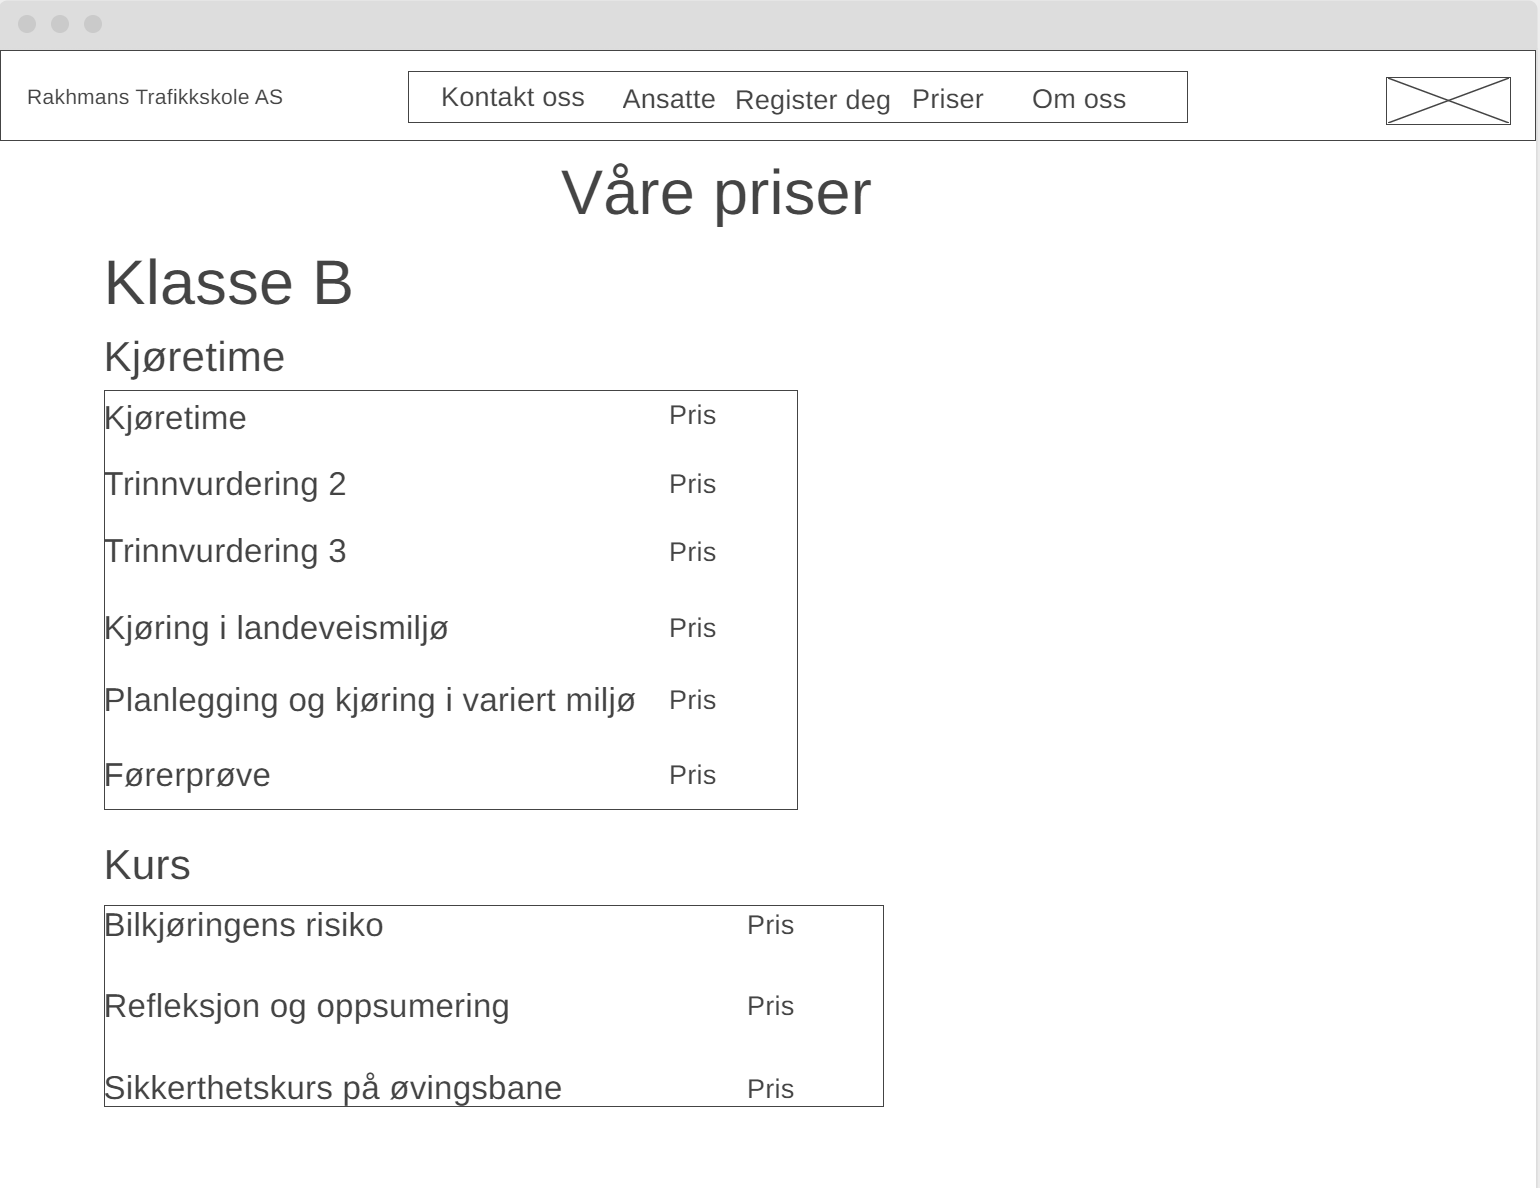 Rakhmans Trafikkskole AS
Kontakt oss Ansatte Register deg Priser Om oss
Våre priser
Klasse B
Kjøretime
Kjøretime Pris
Trinnvurdering 2 Pris
Trinnvurdering 3 Pris
Kjøring i landeveismiljø Pris
Planlegging og kjøring i variert miljø Pris
Førerprøve Pris
Kurs
Bilkjøringens risiko Pris
Refleksjon og oppsumering Pris
Sikkerthetskurs på øvingsbane Pris